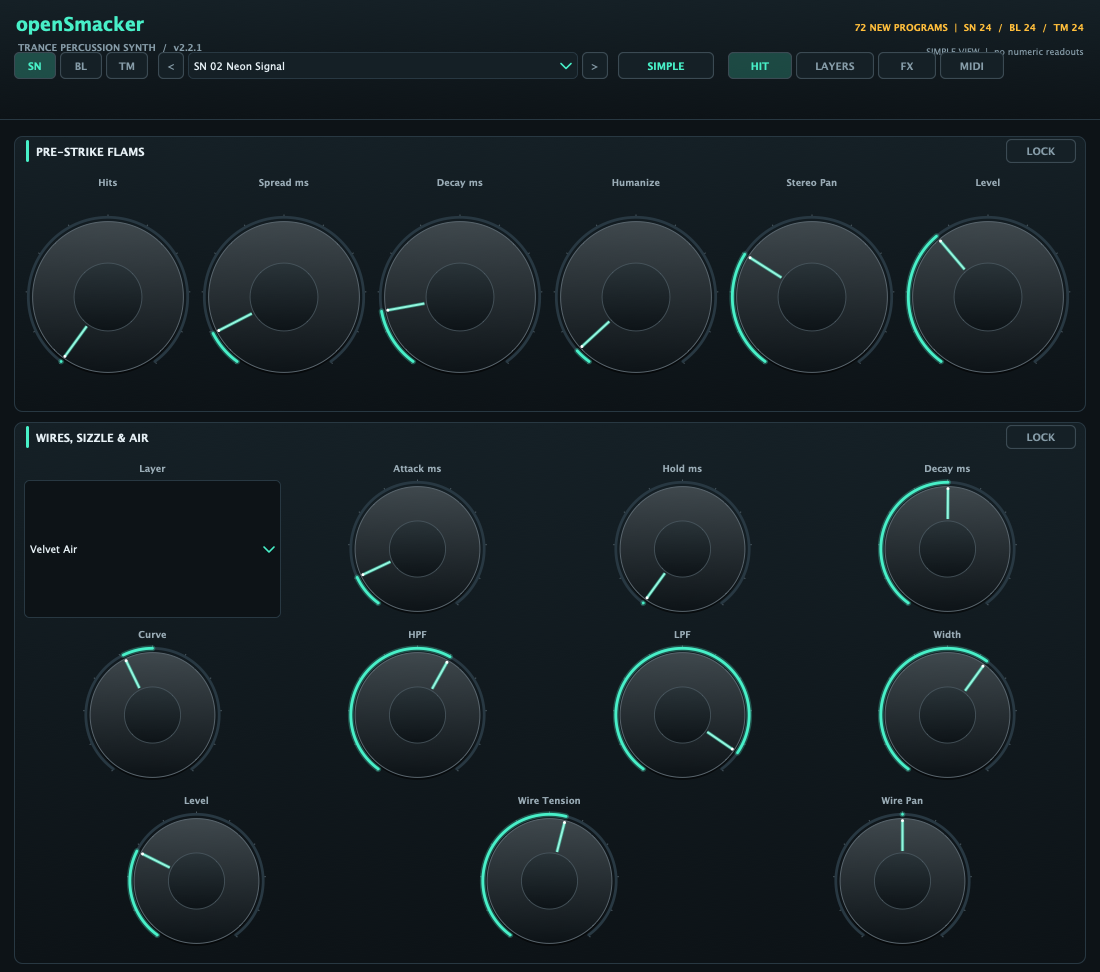 openSmacker
72 NEW PROGRAMS | SN 24 / BL 24 / TM 24
TRANCE PERCUSSION SYNTH / v2.2.1
SIMPLE VIEW | no numeric readouts
SN BL TM < SN 02 Neon Signal > SIMPLE HIT LAYERS FX MIDI
PRE-STRIKE FLAMS LOCK
Hits Spread ms Decay ms Humanize Stereo Pan Level
WIRES, SIZZLE & AIR LOCK
Layer Attack ms Hold ms Decay ms
Velvet Air
Curve HPF LPF Width
Level Wire Tension Wire Pan